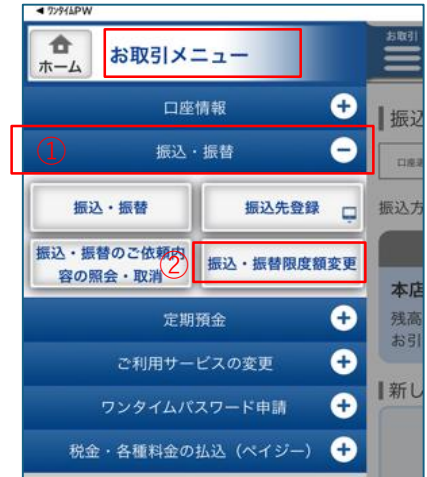 ◀ ワンタイムPW
ホーム
お取引メニュー
お取引
口座情報
①
振込・振替
振込・振替
振込先登録
振込・振替のご依頼内
容の照会・取消
②
振込・振替限度額変更
定期預金
ご利用サービスの変更
ワンタイムパスワード申請
税金・各種料金の払込（ペイジー）
振込
振込方
本店
残高
お引
新し